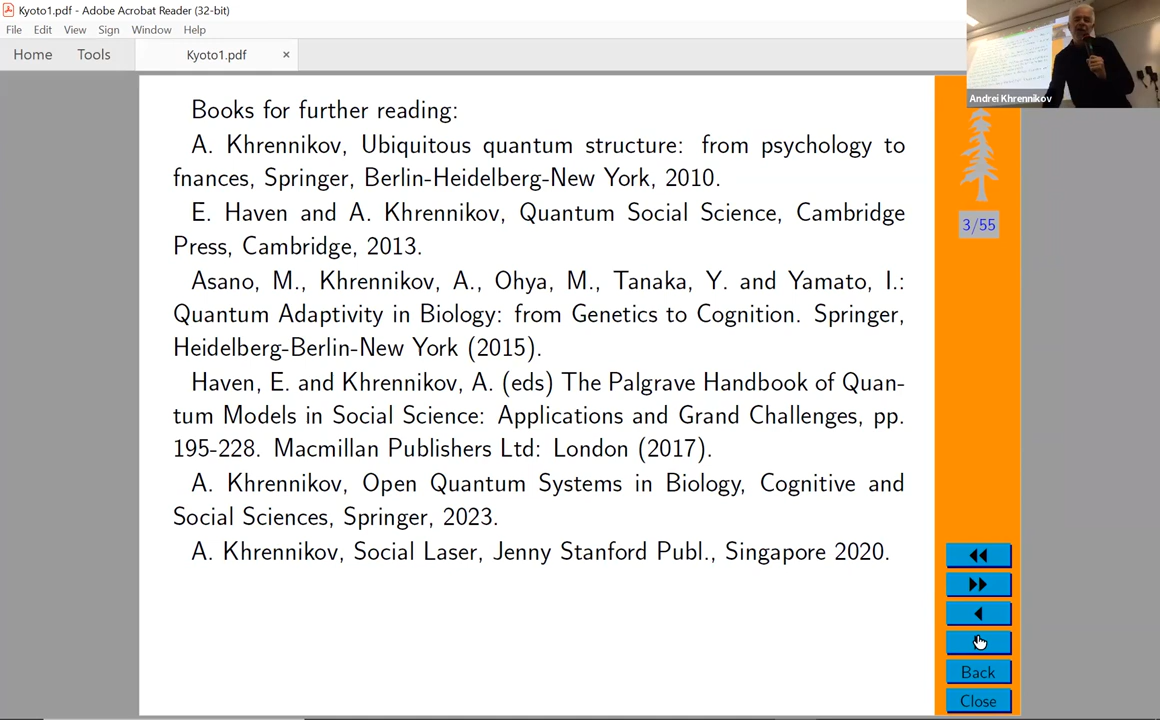 Kyoto1.pdf - Adobe Acrobat Reader (32-bit)
File Edit View Sign Window Help
Home Tools Kyoto1.pdf ×
Andrei Khrennikov
Books for further reading:
A. Khrennikov, Ubiquitous quantum structure: from psychology to
fnances, Springer, Berlin-Heidelberg-New York, 2010.
E. Haven and A. Khrennikov, Quantum Social Science, Cambridge
Press, Cambridge, 2013.
Asano, M., Khrennikov, A., Ohya, M., Tanaka, Y. and Yamato, I.:
Quantum Adaptivity in Biology: from Genetics to Cognition. Springer,
Heidelberg-Berlin-New York (2015).
Haven, E. and Khrennikov, A. (eds) The Palgrave Handbook of Quan-
tum Models in Social Science: Applications and Grand Challenges, pp.
195-228. Macmillan Publishers Ltd: London (2017).
A. Khrennikov, Open Quantum Systems in Biology, Cognitive and
Social Sciences, Springer, 2023.
A. Khrennikov, Social Laser, Jenny Stanford Publ., Singapore 2020.
3/55
Back
Close